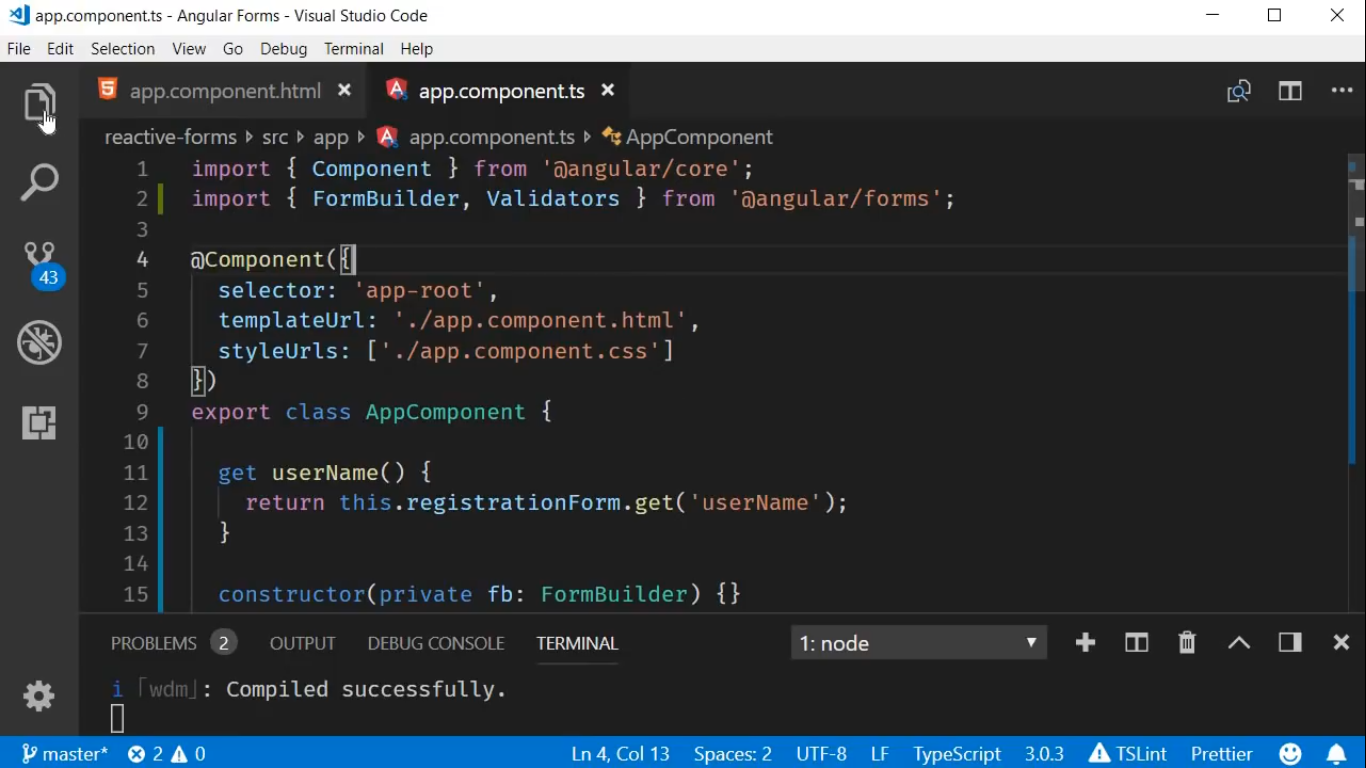 app.component.ts - Angular Forms - Visual Studio Code
File Edit Selection View Go Debug Terminal Help
app.component.html app.component.ts
reactive-forms src app app.component.ts AppComponent
1 import { Component } from '@angular/core';
2 import { FormBuilder, Validators } from '@angular/forms';
3
4 @Component({
5 selector: 'app-root',
6 templateUrl: './app.component.html',
7 styleUrls: ['./app.component.css']
8 })
9 export class AppComponent {
10
11 get userName() {
12 return this.registrationForm.get('userName');
13 }
14
15 constructor(private fb: FormBuilder) {}
43
PROBLEMS 2 OUTPUT DEBUG CONSOLE TERMINAL 1: node
i ｢wdm｣: Compiled successfully.
master* 2 0 Ln 4, Col 13 Spaces: 2 UTF-8 LF TypeScript 3.0.3 TSLint Prettier